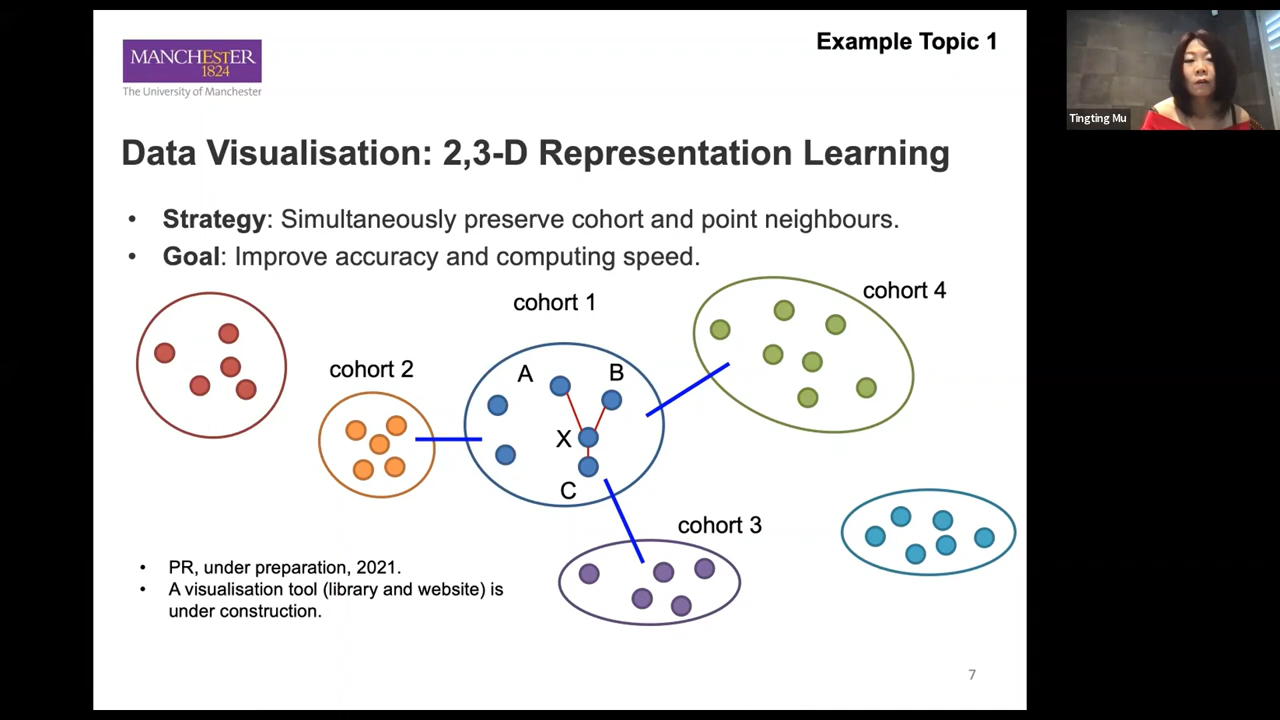 MANCHESTER
1824
The University of Manchester
Example Topic 1
Tingting Mu
Data Visualisation: 2,3-D Representation Learning
• Strategy: Simultaneously preserve cohort and point neighbours.
• Goal: Improve accuracy and computing speed.
cohort 1
cohort 4
cohort 2
A
B
X
C
cohort 3
• PR, under preparation, 2021.
• A visualisation tool (library and website) is
under construction.
7